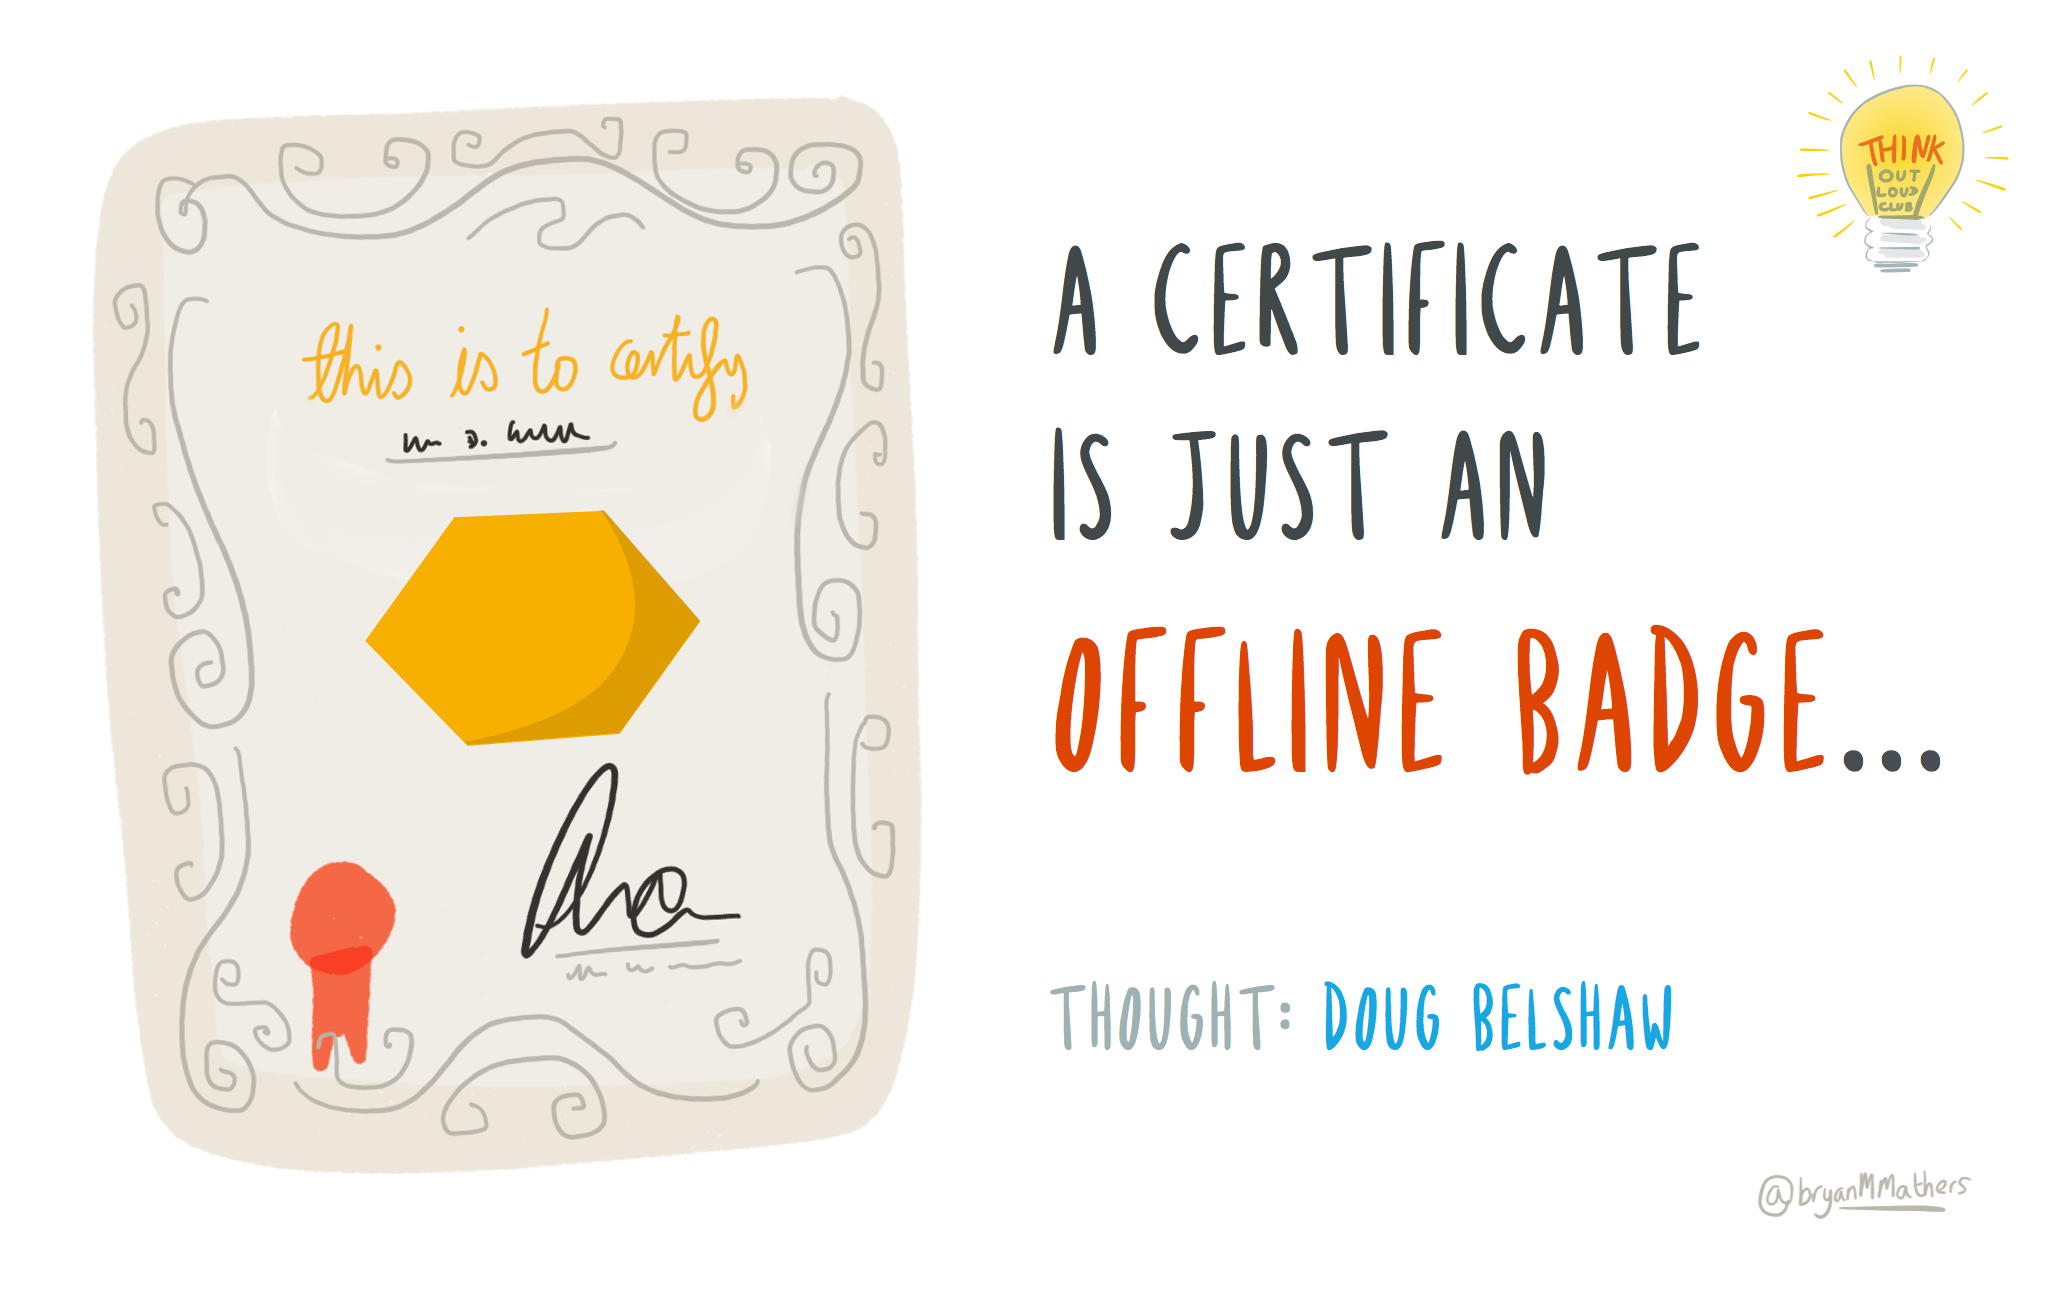 this is to certify
A CERTIFICATE
IS JUST AN
OFFLINE BADGE...
THOUGHT: DOUG BELSHAW
THINK
OUT
LOUD
CLUB
@bryanMMathers